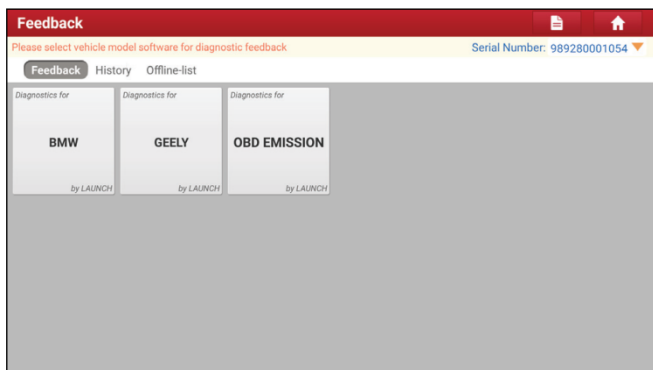 Feedback
Please select vehicle model software for diagnostic feedback
Serial Number: 989280001054
Feedback History Offline-list
Diagnostics for
BMW
by LAUNCH
Diagnostics for
GEELY
by LAUNCH
Diagnostics for
OBD EMISSION
by LAUNCH